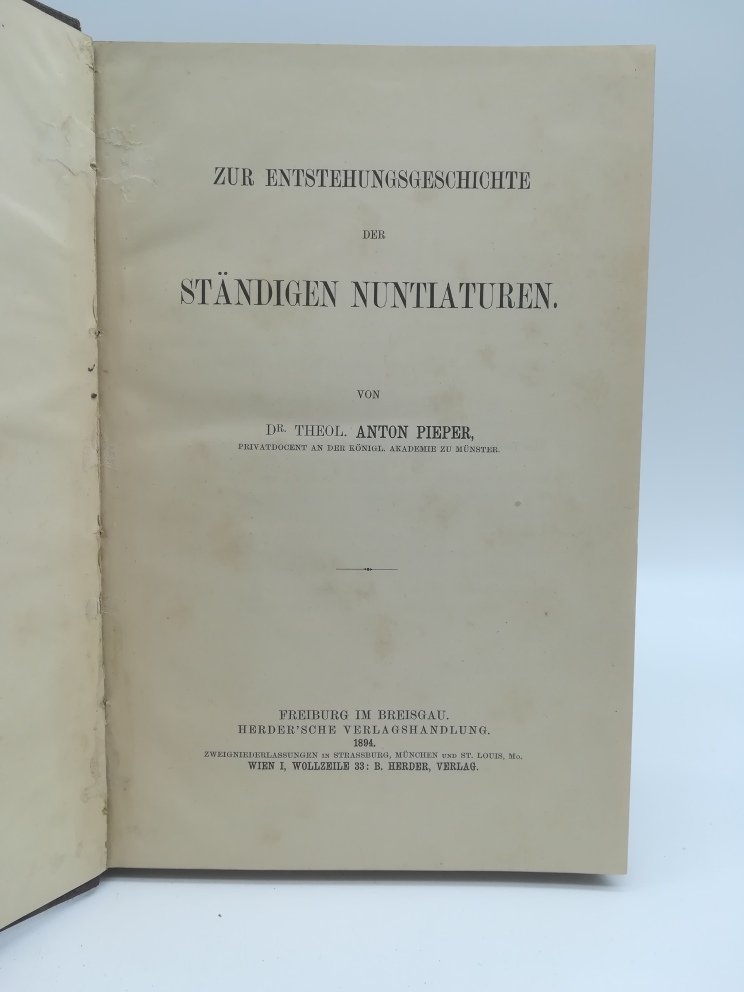 ZUR ENTSTEHUNGSGESCHICHTE
DER
STÄNDIGEN NUNTIATUREN.
VON
DR. THEOL. ANTON PIEPER,
PRIVATDOCENT AN DER KÖNIGL. AKADEMIE ZU MÜNSTER.
FREIBURG IM BREISGAU.
HERDER'SCHE VERLAGSHANDLUNG.
1894.
ZWEIGNIEDERLASSUNGEN IN STRASSBURG, MÜNCHEN UND ST. LOUIS, MO.
WIEN I, WOLLZEILE 33: B. HERDER, VERLAG.